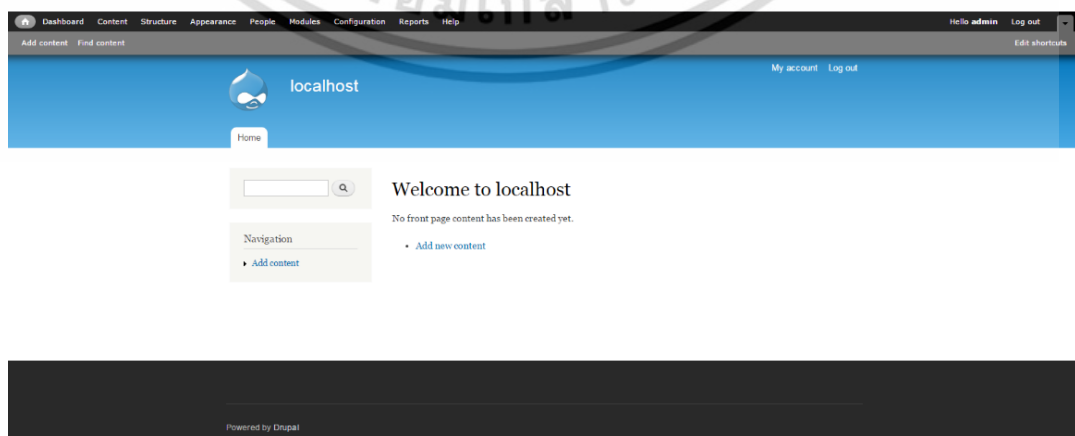 Dashboard Content Structure Appearance People Modules Configuration Reports Help Hello admin Log out
Add content Find content Edit shortcuts
My account Log out
localhost
Home
Welcome to localhost
No front page content has been created yet.
Navigation
Add new content
Add content
Powered by Drupal